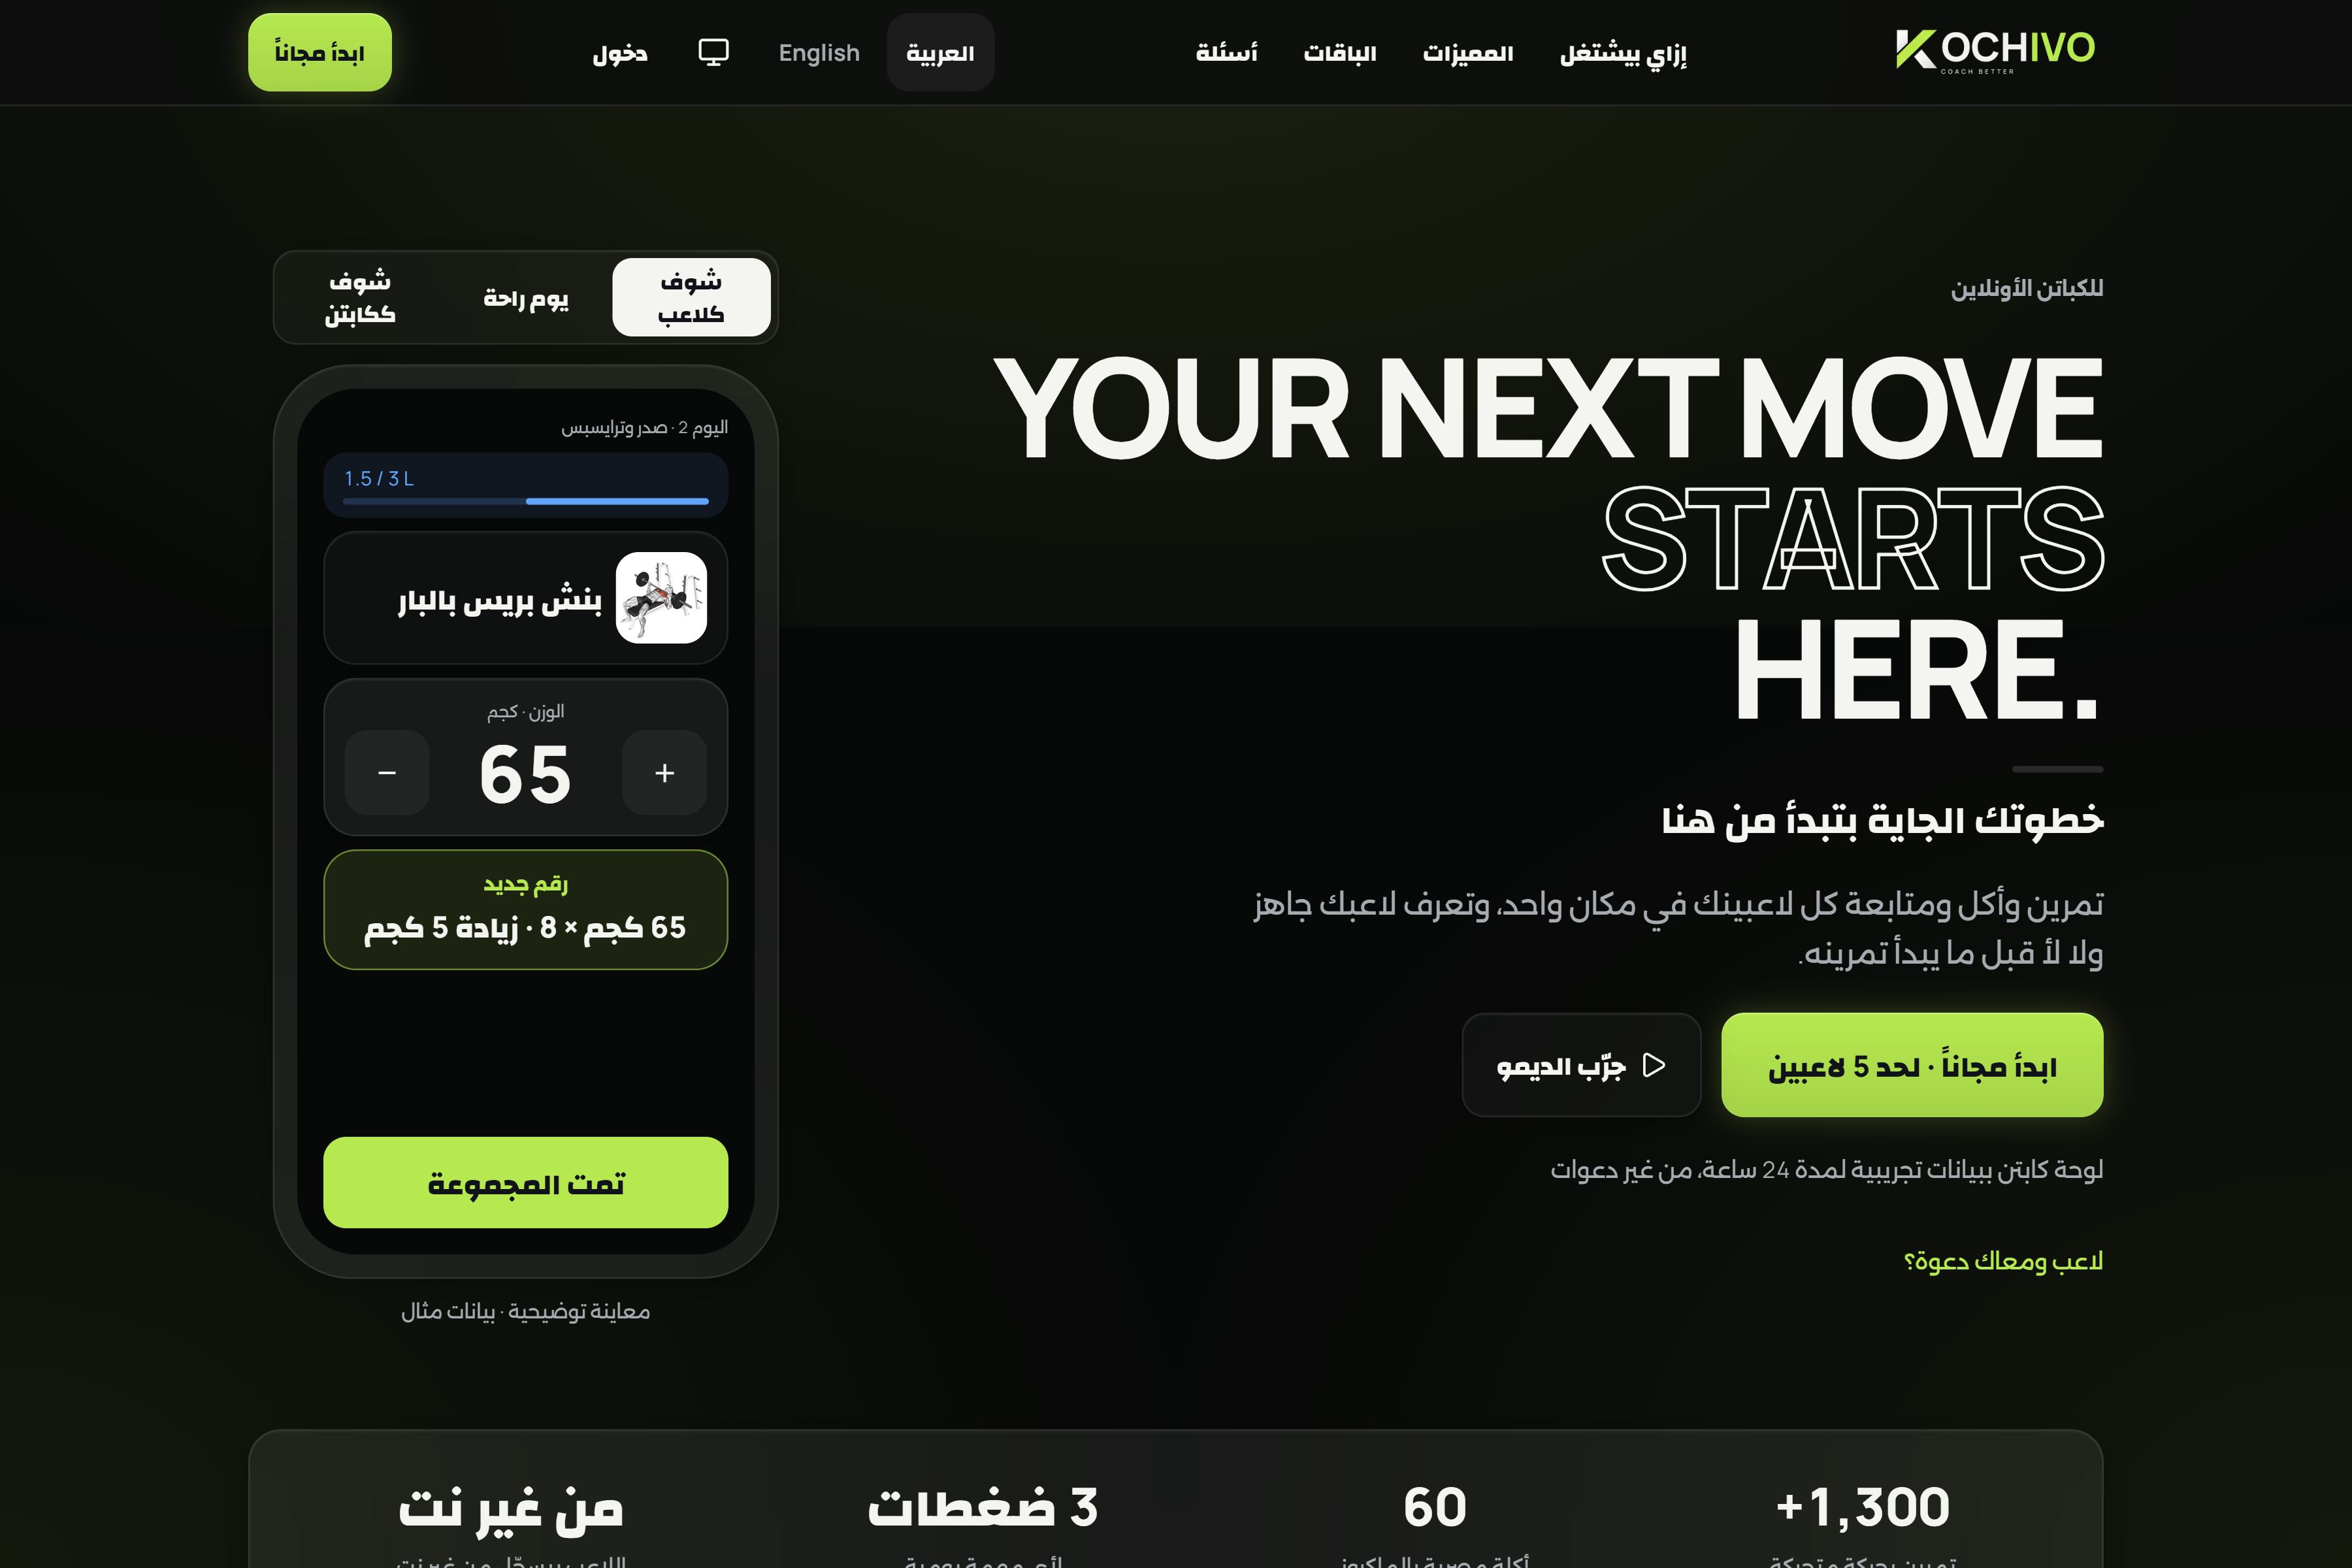 KOCHIVO
COACH BETTER
إزاي بيشتغل
المميزات
الباقات
أسئلة
العربية
English
دخول
ابدأ مجاناً
للكباتن الأونلاين
YOUR NEXT MOVE
STARTS
HERE.
خطوتك الجاية بتبدأ من هنا
تمرين وأكل ومتابعة كل لاعبينك في مكان واحد، وتعرف لاعبك جاهز
ولا لأ قبل ما يبدأ تمرينه.
ابدأ مجاناً · لحد 5 لاعبين
جرّب الديمو
لوحة كابتن ببيانات تجريبية لمدة 24 ساعة، من غير دعوات
لاعب ومعاك دعوة؟
شوف
كلاعب
يوم راحة
شوف
ككابتن
اليوم 2 · صدر وترايسبس
1.5 / 3 L
بنش بريس بالبار
الوزن · كجم
+
65
−
رقم جديد
65 كجم × 8 · زيادة 5 كجم
تمت المجموعة
معاينة توضيحية · بيانات مثال
+1,300
60
3 ضغطات
من غير نت